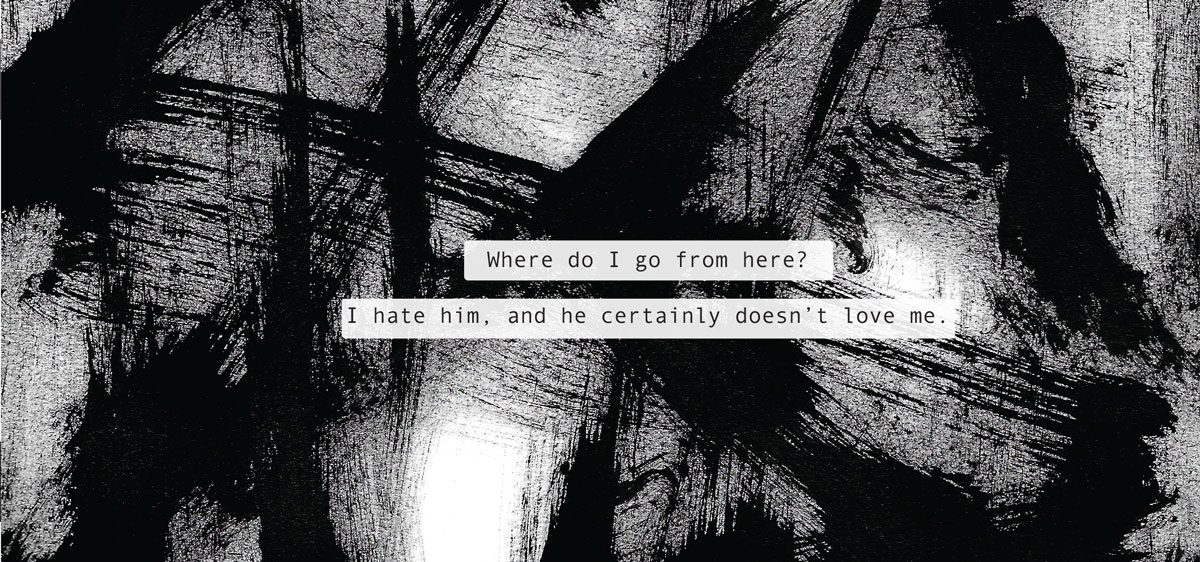 Where do I go from here?
I hate him, and he certainly doesn’t love me.